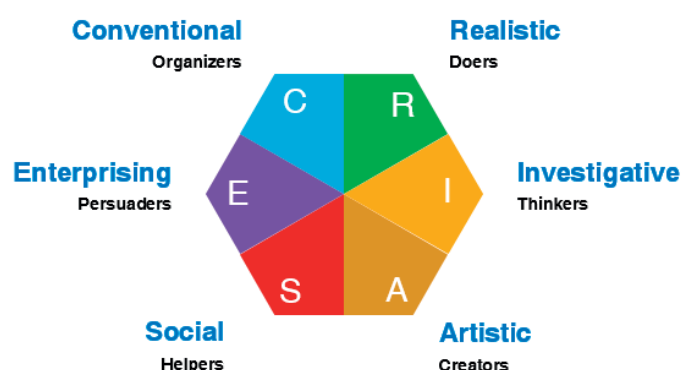 Conventional
Organizers
Realistic
Doers
C
R
Enterprising
Persuaders
E
I
Investigative
Thinkers
S
A
Social
Helpers
Artistic
Creators